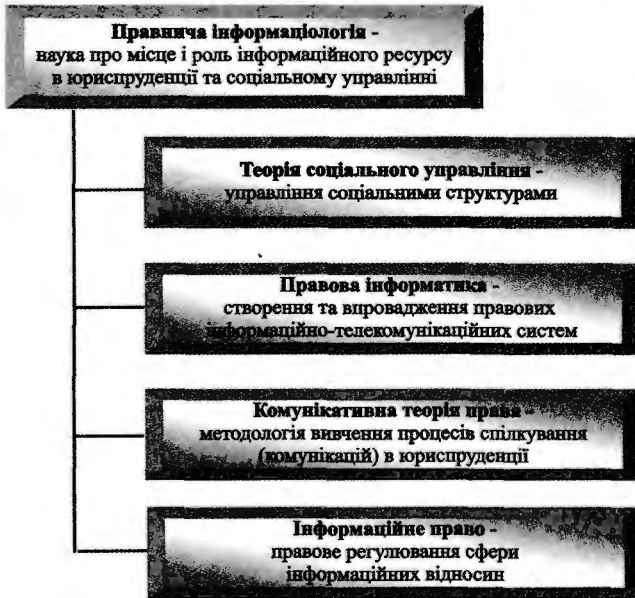 Правнича інформаціологія -
наука про місце і роль інформаційного ресурсу
в юриспруденції та соціальному управлінні
Теорія соціального управління -
управління соціальними структурами
Правова інформатика -
створення та впровадження правових
інформаційно-телекомунікаційних систем
Комунікативна теорія права -
методологія вивчення процесів спілкування
(комунікацій) в юриспруденції
Інформаційне право -
правове регулювання сфери
інформаційних відносин